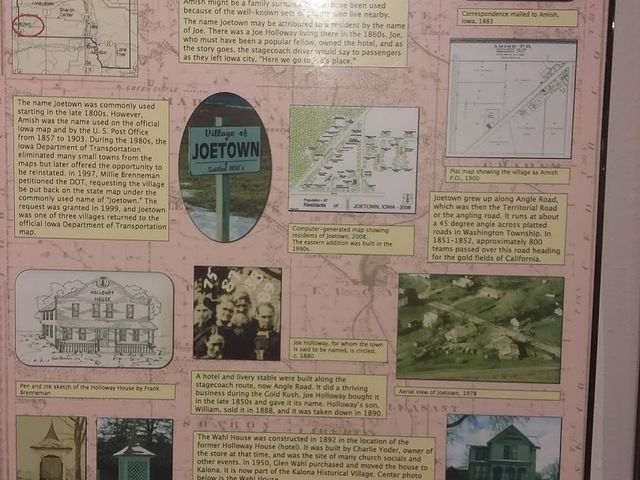 Amish might be a family surname
have been used
because of the well-known sect of
who live nearby.
The name Joetown may be attributed to a resident by the name
of Joe. There was a Joe Holloway living there in the 1860s. Joe,
who must have been a popular fellow, owned the hotel, and as
the story goes, the stagecoach driver would say to passengers
as they left Iowa city, "Here we go to Joe's place."
Correspondence mailed to Amish,
Iowa, 1883
Sharon
Center
The name Joetown was commonly used
starting in the late 1800s. However,
Amish was the name used on the official
Iowa map and by the U. S. Post Office
from 1857 to 1903. During the 1980s, the
Iowa Department of Transportation
eliminated many small towns from the
maps but later offered the opportunity to
be reinstated. In 1997, Millie Brenneman
petitioned the DOT, requesting the village
be put back on the state map under the
commonly used name of "Joetown." The
request was granted in 1999, and Joetown
was one of three villages returned to the
official Iowa Department of Transportation
map.
Village of
JOETOWN
Settled 1850's
Residents of JOETOWN, IOWA - 2008
Computer-generated map showing
residents of Joetown, 2008.
The eastern addition was built in the
1990s.
AMISH P.O.
Plat map showing the village as Amish
P.O., 1900
Joetown grew up along Angle Road,
which was then the Territorial Road
or the angling road. It runs at about
a 45 degree angle across platted
roads in Washington Township. In
1851-1852, approximately 800
teams passed over this road heading
for the gold fields of California.
HOLLOWAY
HOUSE
Pen and ink sketch of the Holloway House by Frank
Brenneman
Joe Holloway, for whom the town
is said to be named, is circled,
c. 1880
A hotel and livery stable were built along the
stagecoach route, now Angle Road. It did a thriving
business during the Gold Rush. Joe Holloway bought it
in the late 1850s and gave it its name. Holloway's son,
William, sold it in 1888, and it was taken down in 1890.
Aerial view of Joetown, 1978
The Wahl House was constructed in 1892 in the location of the
former Holloway House (hotel). It was built by Charlie Yoder, owner of
the store at that time, and was the site of many church socials and
other events. In 1950, Glen Wahl purchased and moved the house to
Kalona. It is now part of the Kalona Historical Village. Center photo
below is the Wahl House.